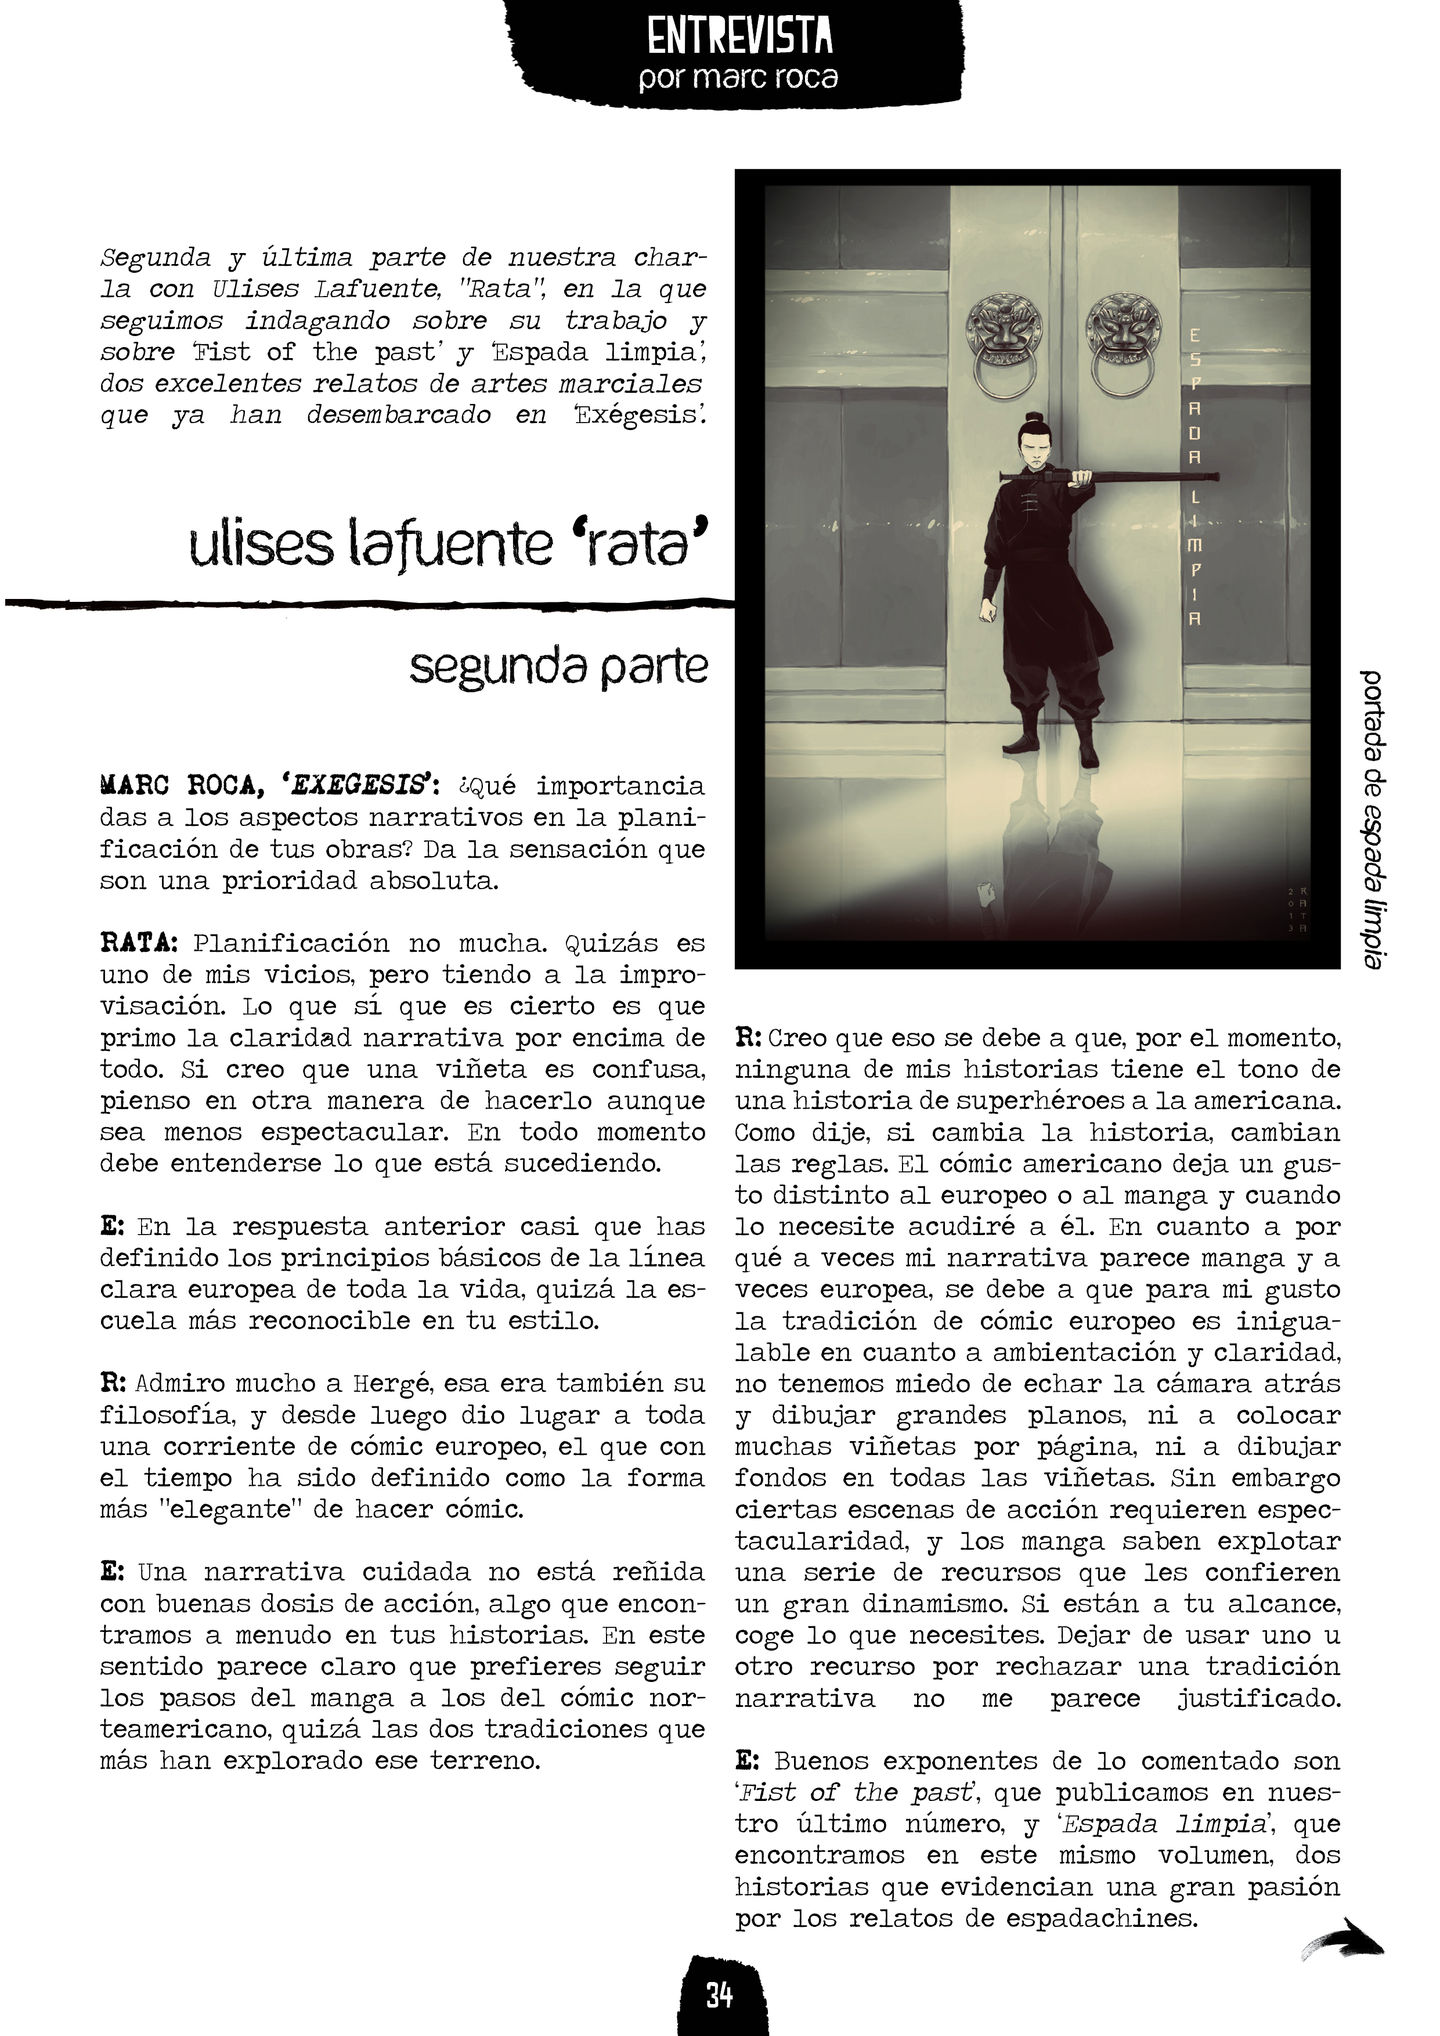 ENTREVISTA
por marc roca
Segunda y última parte de nuestra char-
la con Ulises Lafuente, "Rata", en la que
seguimos indagando sobre su trabajo y
sobre 'Fist of the past' y 'Espada limpia',
dos excelentes relatos de artes marciales
que ya han desembarcado en 'Exégesis'.
ulises lafuente ‘rata’
segunda parte
MARC ROCA, ‘EXEGESIS’: ¿Qué importancia
das a los aspectos narrativos en la plani-
ficación de tus obras? Da la sensación que
son una prioridad absoluta.
RATA: Planificación no mucha. Quizás es
uno de mis vicios, pero tiendo a la impro-
visación. Lo que sí que es cierto es que
primo la claridad narrativa por encima de
todo. Si creo que una viñeta es confusa,
pienso en otra manera de hacerlo aunque
sea menos espectacular. En todo momento
debe entenderse lo que está sucediendo.
E: En la respuesta anterior casi que has
definido los principios básicos de la línea
clara europea de toda la vida, quizá la es-
cuela más reconocible en tu estilo.
R: Admiro mucho a Hergé, esa era también su
filosofía, y desde luego dio lugar a toda
una corriente de cómic europeo, el que con
el tiempo ha sido definido como la forma
más "elegante" de hacer cómic.
E: Una narrativa cuidada no está reñida
con buenas dosis de acción, algo que encon-
tramos a menudo en tus historias. En este
sentido parece claro que prefieres seguir
los pasos del manga a los del cómic nor-
teamericano, quizá las dos tradiciones que
más han explorado ese terreno.
ESPADA LIMPIA
2013
RATA
portada de espada limpia
R: Creo que eso se debe a que, por el momento,
ninguna de mis historias tiene el tono de
una historia de superhéroes a la americana.
Como dije, si cambia la historia, cambian
las reglas. El cómic americano deja un gus-
to distinto al europeo o al manga y cuando
lo necesite acudiré a él. En cuanto a por
qué a veces mi narrativa parece manga y a
veces europea, se debe a que para mi gusto
la tradición de cómic europeo es inigua-
lable en cuanto a ambientación y claridad,
no tenemos miedo de echar la cámara atrás
y dibujar grandes planos, ni a colocar
muchas viñetas por página, ni a dibujar
fondos en todas las viñetas. Sin embargo
ciertas escenas de acción requieren espec-
tacularidad, y los manga saben explotar
una serie de recursos que les confieren
un gran dinamismo. Si están a tu alcance,
coge lo que necesites. Dejar de usar uno u
otro recurso por rechazar una tradición
narrativa no me parece justificado.
E: Buenos exponentes de lo comentado son
‘Fist of the past’, que publicamos en nues-
tro último número, y ‘Espada limpia’, que
encontramos en este mismo volumen, dos
historias que evidencian una gran pasión
por los relatos de espadachines.
34